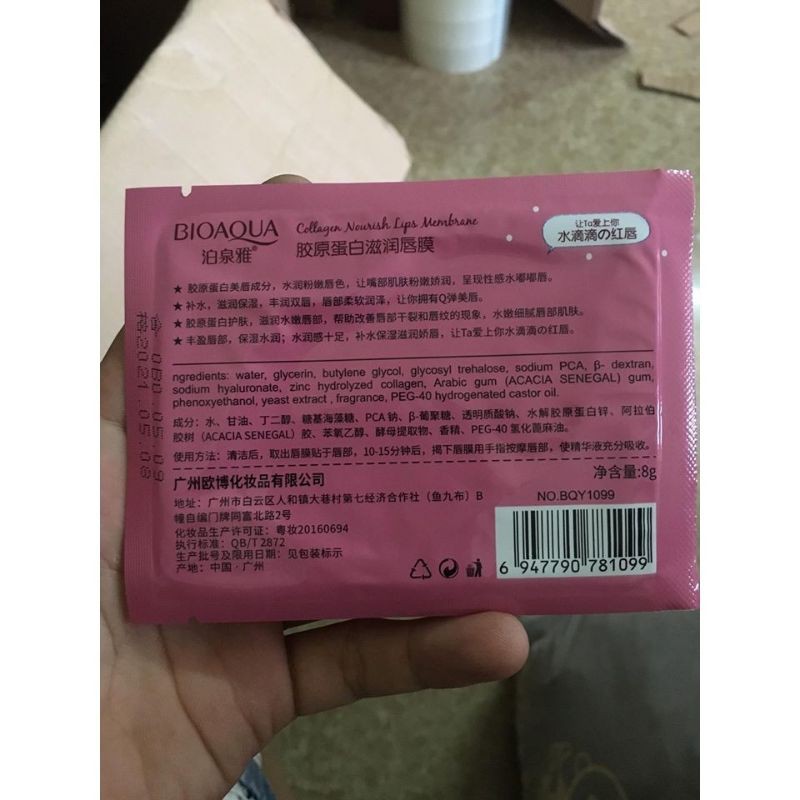 BIOAQUA
泊泉雅®
Collagen Nourish Lips Membrane
胶原蛋白滋润唇膜
让Ta爱上你
水滴滴の红唇
★ 胶原蛋白美唇成分，水润粉嫩唇色，让嘴部肌肤粉嫩娇润，呈现性感水嘟嘟唇。
★ 补水，滋润保湿，丰润双唇，唇部柔软润泽，让你拥有Q弹美唇。
★ 胶原蛋白护肤，滋润水嫩唇部，帮助改善唇部干裂和唇纹的现象，水嫩细腻唇部肌肤。
★ 丰盈唇部，保湿水润；水润感十足，补水保湿滋润娇唇，让Ta爱上你水滴滴の红唇。
ngredients: water, glycerin, butylene glycol, glycosyl trehalose, sodium PCA, β- dextran,
sodium hyaluronate, zinc hydrolyzed collagen, Arabic gum (ACACIA SENEGAL) gum,
phenoxyethanol, yeast extract , fragrance, PEG-40 hydrogenated castor oil.
成分：水、甘油、丁二醇、糖基海藻糖、PCA 钠、β-葡聚糖、透明质酸钠、水解胶原蛋白锌、阿拉伯
胶树（ACACIA SENEGAL）胶、苯氧乙醇、酵母提取物、香精、PEG-40 氢化蓖麻油。
使用方法：清洁后，取出唇膜贴于唇部，10-15分钟后，揭下唇膜用手指按摩唇部，使精华液充分吸收。
广州欧博化妆品有限公司
净含量:8g
地址：广州市白云区人和镇大巷村第七经济合作社（鱼九布）B
幢自编门牌同富北路2号
化妆品生产许可证：粤妆20160694
执行标准：QB/T 2872
生产批号及限用日期：见包装标示
产地：中国·广州
NO.BQY1099
6 947790 781099
2021.05.08